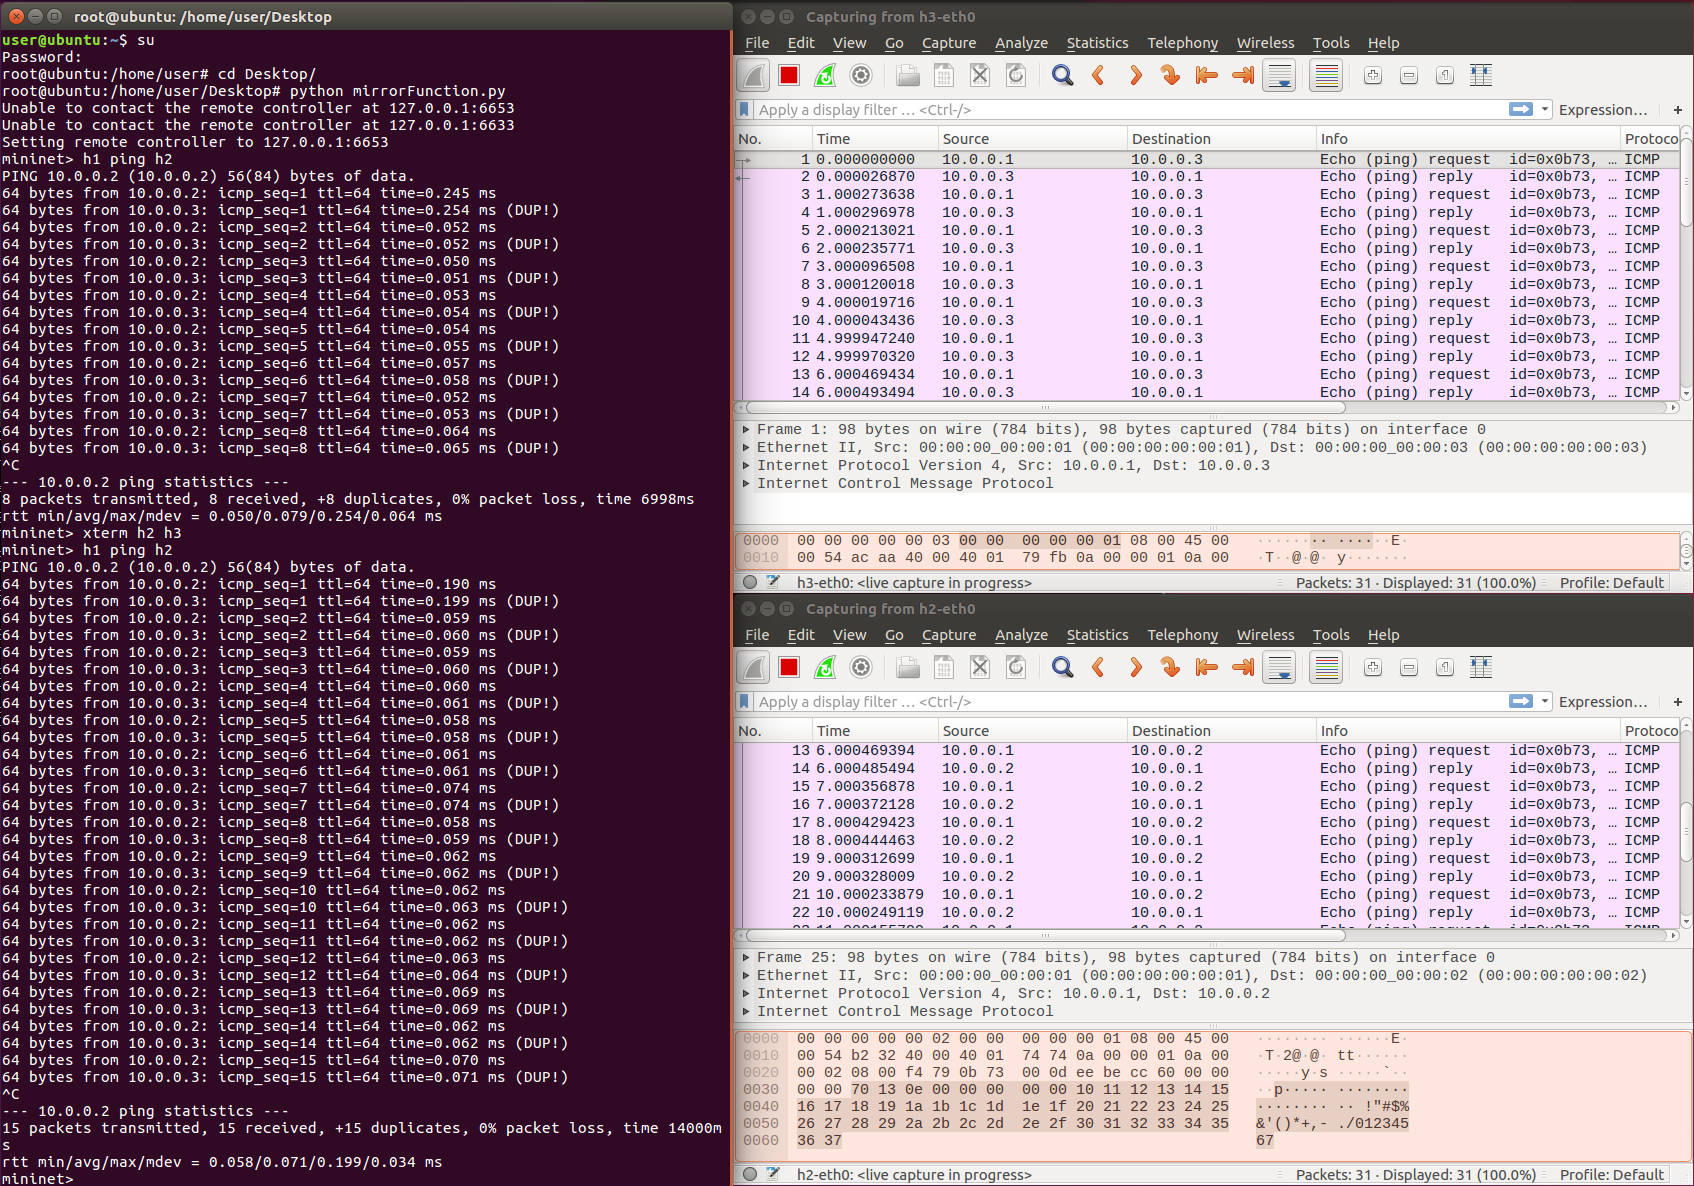 root@ubuntu: /home/user/Desktop
user@ubuntu:~$ su
Password:
root@ubuntu:/home/user# cd Desktop/
root@ubuntu:/home/user/Desktop# python mirrorFunction.py
Unable to contact the remote controller at 127.0.0.1:6653
Unable to contact the remote controller at 127.0.0.1:6633
Setting remote controller to 127.0.0.1:6653
mininet> h1 ping h2
PING 10.0.0.2 (10.0.0.2) 56(84) bytes of data.
64 bytes from 10.0.0.2: icmp_seq=1 ttl=64 time=0.245 ms
64 bytes from 10.0.0.3: icmp_seq=1 ttl=64 time=0.254 ms (DUP!)
64 bytes from 10.0.0.2: icmp_seq=2 ttl=64 time=0.052 ms
64 bytes from 10.0.0.3: icmp_seq=2 ttl=64 time=0.052 ms (DUP!)
64 bytes from 10.0.0.2: icmp_seq=3 ttl=64 time=0.050 ms
64 bytes from 10.0.0.3: icmp_seq=3 ttl=64 time=0.051 ms (DUP!)
64 bytes from 10.0.0.2: icmp_seq=4 ttl=64 time=0.053 ms
64 bytes from 10.0.0.3: icmp_seq=4 ttl=64 time=0.054 ms (DUP!)
64 bytes from 10.0.0.2: icmp_seq=5 ttl=64 time=0.054 ms
64 bytes from 10.0.0.3: icmp_seq=5 ttl=64 time=0.055 ms (DUP!)
64 bytes from 10.0.0.2: icmp_seq=6 ttl=64 time=0.057 ms
64 bytes from 10.0.0.3: icmp_seq=6 ttl=64 time=0.058 ms (DUP!)
64 bytes from 10.0.0.2: icmp_seq=7 ttl=64 time=0.052 ms
64 bytes from 10.0.0.3: icmp_seq=7 ttl=64 time=0.053 ms (DUP!)
64 bytes from 10.0.0.2: icmp_seq=8 ttl=64 time=0.064 ms
64 bytes from 10.0.0.3: icmp_seq=8 ttl=64 time=0.065 ms (DUP!)
^C
--- 10.0.0.2 ping statistics ---
8 packets transmitted, 8 received, +8 duplicates, 0% packet loss, time 6998ms
rtt min/avg/max/mdev = 0.050/0.079/0.254/0.064 ms
mininet> xterm h2 h3
mininet> h1 ping h2
PING 10.0.0.2 (10.0.0.2) 56(84) bytes of data.
64 bytes from 10.0.0.2: icmp_seq=1 ttl=64 time=0.190 ms
64 bytes from 10.0.0.3: icmp_seq=1 ttl=64 time=0.199 ms (DUP!)
64 bytes from 10.0.0.2: icmp_seq=2 ttl=64 time=0.059 ms
64 bytes from 10.0.0.3: icmp_seq=2 ttl=64 time=0.060 ms (DUP!)
64 bytes from 10.0.0.2: icmp_seq=3 ttl=64 time=0.059 ms
64 bytes from 10.0.0.3: icmp_seq=3 ttl=64 time=0.060 ms (DUP!)
64 bytes from 10.0.0.2: icmp_seq=4 ttl=64 time=0.060 ms
64 bytes from 10.0.0.3: icmp_seq=4 ttl=64 time=0.061 ms (DUP!)
64 bytes from 10.0.0.2: icmp_seq=5 ttl=64 time=0.058 ms
64 bytes from 10.0.0.3: icmp_seq=5 ttl=64 time=0.058 ms (DUP!)
64 bytes from 10.0.0.2: icmp_seq=6 ttl=64 time=0.061 ms
64 bytes from 10.0.0.3: icmp_seq=6 ttl=64 time=0.061 ms (DUP!)
64 bytes from 10.0.0.2: icmp_seq=7 ttl=64 time=0.074 ms
64 bytes from 10.0.0.3: icmp_seq=7 ttl=64 time=0.074 ms (DUP!)
64 bytes from 10.0.0.2: icmp_seq=8 ttl=64 time=0.058 ms
64 bytes from 10.0.0.3: icmp_seq=8 ttl=64 time=0.059 ms (DUP!)
64 bytes from 10.0.0.2: icmp_seq=9 ttl=64 time=0.062 ms
64 bytes from 10.0.0.3: icmp_seq=9 ttl=64 time=0.062 ms (DUP!)
64 bytes from 10.0.0.2: icmp_seq=10 ttl=64 time=0.062 ms
64 bytes from 10.0.0.3: icmp_seq=10 ttl=64 time=0.063 ms (DUP!)
64 bytes from 10.0.0.2: icmp_seq=11 ttl=64 time=0.062 ms
64 bytes from 10.0.0.3: icmp_seq=11 ttl=64 time=0.062 ms (DUP!)
64 bytes from 10.0.0.2: icmp_seq=12 ttl=64 time=0.063 ms
64 bytes from 10.0.0.3: icmp_seq=12 ttl=64 time=0.064 ms (DUP!)
64 bytes from 10.0.0.2: icmp_seq=13 ttl=64 time=0.069 ms
64 bytes from 10.0.0.3: icmp_seq=13 ttl=64 time=0.069 ms (DUP!)
64 bytes from 10.0.0.2: icmp_seq=14 ttl=64 time=0.062 ms
64 bytes from 10.0.0.3: icmp_seq=14 ttl=64 time=0.062 ms (DUP!)
64 bytes from 10.0.0.2: icmp_seq=15 ttl=64 time=0.070 ms
64 bytes from 10.0.0.3: icmp_seq=15 ttl=64 time=0.071 ms (DUP!)
^C
--- 10.0.0.2 ping statistics ---
15 packets transmitted, 15 received, +15 duplicates, 0% packet loss, time 14000m
s
rtt min/avg/max/mdev = 0.058/0.071/0.199/0.034 ms
mininet>
Capturing from h3-eth0
File Edit View Go Capture Analyze Statistics Telephony Wireless Tools Help
Apply a display filter ... <Ctrl-/> Expression... +
No. Time Source Destination Info Protoco
1 0.000000000 10.0.0.1 10.0.0.3 Echo (ping) request id=0x0b73, … ICMP
2 0.000026870 10.0.0.3 10.0.0.1 Echo (ping) reply id=0x0b73, … ICMP
3 1.000273638 10.0.0.1 10.0.0.3 Echo (ping) request id=0x0b73, … ICMP
4 1.000296978 10.0.0.3 10.0.0.1 Echo (ping) reply id=0x0b73, … ICMP
5 2.000213021 10.0.0.1 10.0.0.3 Echo (ping) request id=0x0b73, … ICMP
6 2.000235771 10.0.0.3 10.0.0.1 Echo (ping) reply id=0x0b73, … ICMP
7 3.000096508 10.0.0.1 10.0.0.3 Echo (ping) request id=0x0b73, … ICMP
8 3.000120018 10.0.0.3 10.0.0.1 Echo (ping) reply id=0x0b73, … ICMP
9 4.000019716 10.0.0.1 10.0.0.3 Echo (ping) request id=0x0b73, … ICMP
10 4.000043436 10.0.0.3 10.0.0.1 Echo (ping) reply id=0x0b73, … ICMP
11 4.999947240 10.0.0.1 10.0.0.3 Echo (ping) request id=0x0b73, … ICMP
12 4.999970320 10.0.0.3 10.0.0.1 Echo (ping) reply id=0x0b73, … ICMP
13 6.000469434 10.0.0.1 10.0.0.3 Echo (ping) request id=0x0b73, … ICMP
14 6.000493494 10.0.0.3 10.0.0.1 Echo (ping) reply id=0x0b73, … ICMP
Frame 1: 98 bytes on wire (784 bits), 98 bytes captured (784 bits) on interface 0
Ethernet II, Src: 00:00:00_00:00:01 (00:00:00:00:00:01), Dst: 00:00:00_00:00:03 (00:00:00:00:00:03)
Internet Protocol Version 4, Src: 10.0.0.1, Dst: 10.0.0.3
Internet Control Message Protocol
0000 00 00 00 00 00 03 00 00 00 00 00 01 08 00 45 00 ········ ······E·
0010 00 54 ac aa 40 00 40 01 79 fb 0a 00 00 01 0a 00 ·T··@·@· y·······
h3-eth0: <live capture in progress> Packets: 31 · Displayed: 31 (100.0%) Profile: Default
Capturing from h2-eth0
File Edit View Go Capture Analyze Statistics Telephony Wireless Tools Help
Apply a display filter ... <Ctrl-/> Expression... +
No. Time Source Destination Info Protoco
13 6.000469394 10.0.0.1 10.0.0.2 Echo (ping) request id=0x0b73, … ICMP
14 6.000485494 10.0.0.2 10.0.0.1 Echo (ping) reply id=0x0b73, … ICMP
15 7.000356878 10.0.0.1 10.0.0.2 Echo (ping) request id=0x0b73, … ICMP
16 7.000372128 10.0.0.2 10.0.0.1 Echo (ping) reply id=0x0b73, … ICMP
17 8.000429423 10.0.0.1 10.0.0.2 Echo (ping) request id=0x0b73, … ICMP
18 8.000444463 10.0.0.2 10.0.0.1 Echo (ping) reply id=0x0b73, … ICMP
19 9.000312699 10.0.0.1 10.0.0.2 Echo (ping) request id=0x0b73, … ICMP
20 9.000328009 10.0.0.2 10.0.0.1 Echo (ping) reply id=0x0b73, … ICMP
21 10.000233879 10.0.0.1 10.0.0.2 Echo (ping) request id=0x0b73, … ICMP
22 10.000249119 10.0.0.2 10.0.0.1 Echo (ping) reply id=0x0b73, … ICMP
Frame 25: 98 bytes on wire (784 bits), 98 bytes captured (784 bits) on interface 0
Ethernet II, Src: 00:00:00_00:00:01 (00:00:00:00:00:01), Dst: 00:00:00_00:00:02 (00:00:00:00:00:02)
Internet Protocol Version 4, Src: 10.0.0.1, Dst: 10.0.0.2
Internet Control Message Protocol
0000 00 00 00 00 00 02 00 00 00 00 00 01 08 00 45 00 ········ ······E·
0010 00 54 b2 32 40 00 40 01 74 74 0a 00 00 01 0a 00 ·T·2@·@· tt······
0020 00 02 08 00 f4 79 0b 73 00 0d ee be cc 60 00 00 ·····y·s ·····`··
0030 00 00 70 13 0e 00 00 00 00 00 10 11 12 13 14 15 ··p····· ········
0040 16 17 18 19 1a 1b 1c 1d 1e 1f 20 21 22 23 24 25 ········ ·· !"#$%
0050 26 27 28 29 2a 2b 2c 2d 2e 2f 30 31 32 33 34 35 &'()*+,- ./012345
0060 36 37 67
h2-eth0: <live capture in progress> Packets: 31 · Displayed: 31 (100.0%) Profile: Default